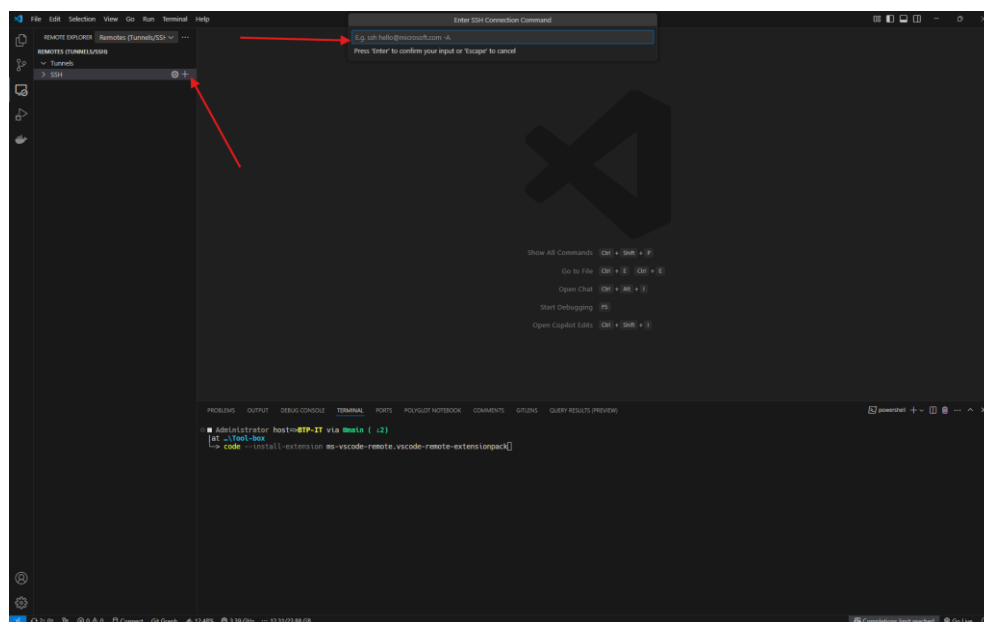 File Edit Selection View Go Run Terminal Help
Enter SSH Connection Command
REMOTE EXPLORER Remotes (Tunnels/SSH
E.g. ssh hello@microsoft.com -A
Press 'Enter' to confirm your input or 'Escape' to cancel
REMOTES (TUNNELS/SSH)
Tunnels
SSH
Show All Commands Ctrl + Shift + P
Go to File Ctrl + E Ctrl + E
Open Chat Ctrl + Alt + I
Start Debugging F5
Open Copilot Edits Ctrl + Shift + I
PROBLEMS OUTPUT DEBUG CONSOLE TERMINAL PORTS POLYGLOT NOTEBOOK COMMENTS GITLENS QUERY RESULTS (PREVIEW) powershell
Administrator host=>BTP-IT via main (
at …\Tool-box
code --install-extension ms-vscode-remote.vscode-remote-extensionpack
Connect Git Graph Completions limit reached Go Live